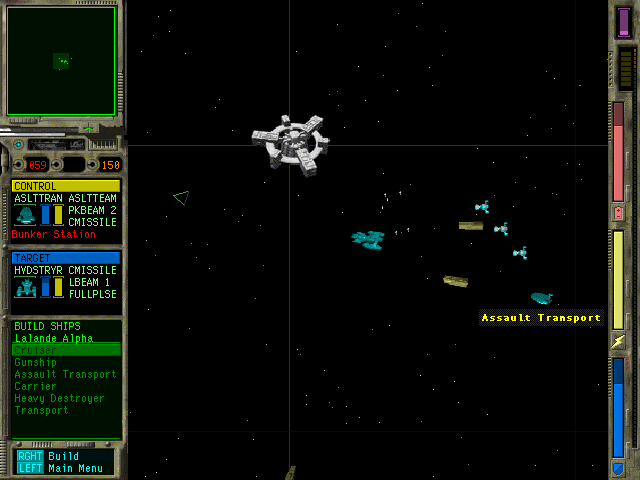 059 150
CONTROL
ASLTTRAN ASLTTEAM
PKBEAM 2
CMISSILE
Bunker Station
TARGET
HVDSTRYR CMISSILE
LBEAM 1
FULLPLSE
BUILD SHIPS
Lalande Alpha
Cruiser
Gunship
Assault Transport
Carrier
Heavy Destroyer
Transport
RGHT Build
LEFT Main Menu
Assault Transport